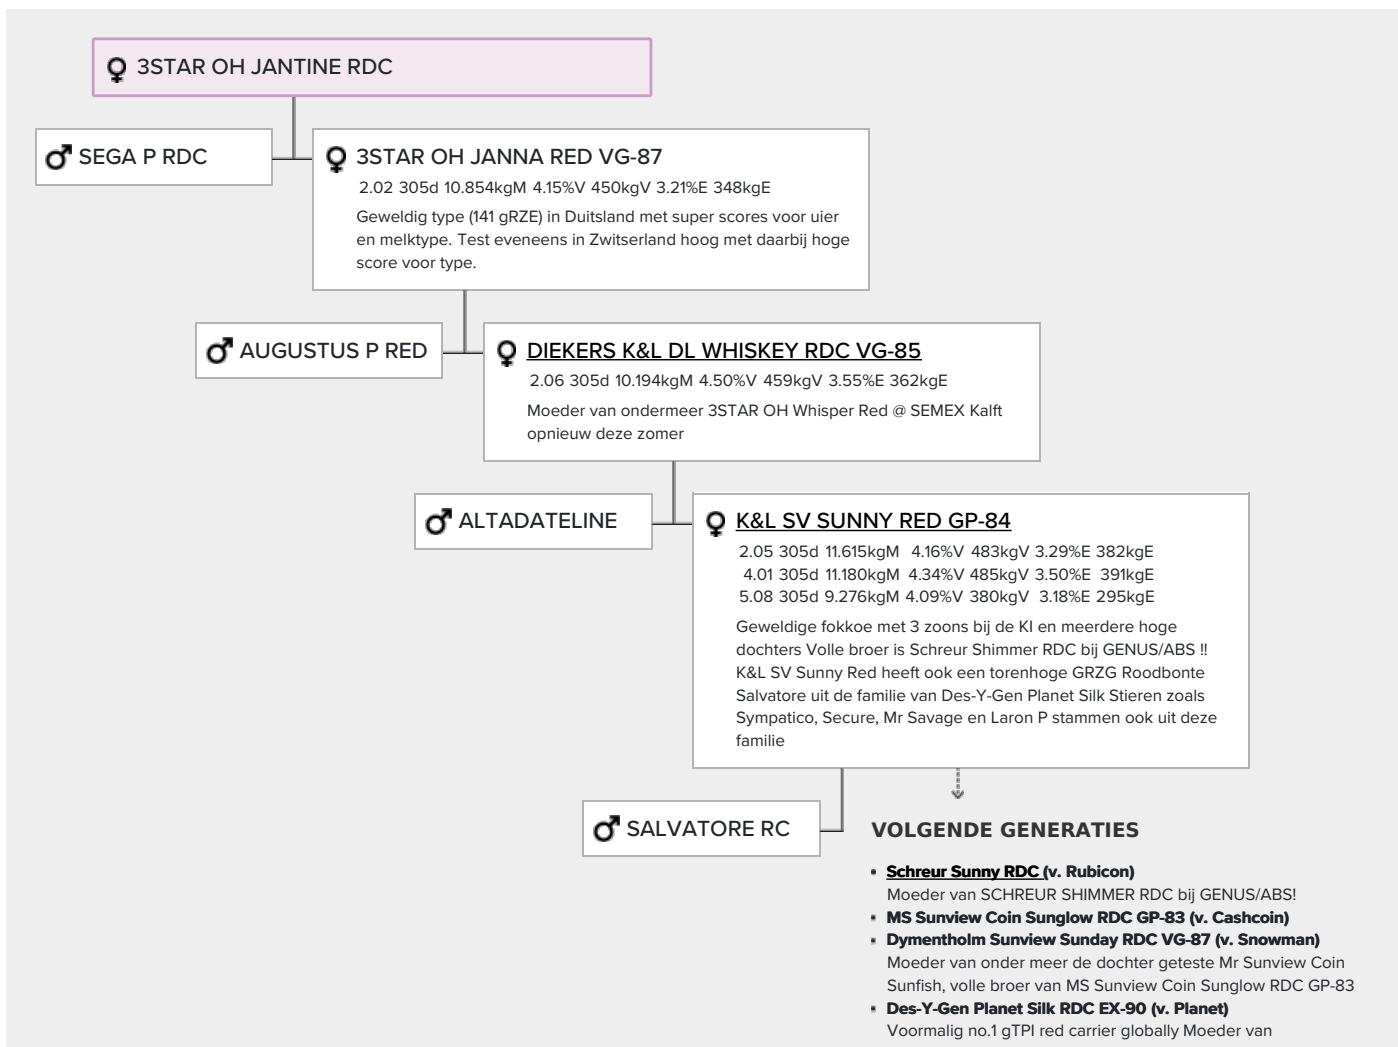 3STAR OH JANTINE RDC
SEGA P RDC
3STAR OH JANNA RED VG-87
2.02 305d 10.854kgM 4.15%V 450kgV 3.21%E 348kgE
Geweldig type (141 gRZE) in Duitsland met super scores voor uier
en melktype. Test eveneens in Zwitserland hoog met daarbij hoge
score voor type.
AUGUSTUS P RED
DIEKERS K&L DL WHISKEY RDC VG-85
2.06 305d 10.194kgM 4.50%V 459kgV 3.55%E 362kgE
Moeder van ondermeer 3STAR OH Whisper Red @ SEMEX Kalft
opnieuw deze zomer
ALTADATELINE
K&L SV SUNNY RED GP-84
2.05 305d 11.615kgM 4.16%V 483kgV 3.29%E 382kgE
4.01 305d 11.180kgM 4.34%V 485kgV 3.50%E 391kgE
5.08 305d 9.276kgM 4.09%V 380kgV 3.18%E 295kgE
Geweldige fokkoe met 3 zoons bij de KI en meerdere hoge
dochters Volle broer is Schreur Shimmer RDC bij GENUS/ABS !!
K&L SV Sunny Red heeft ook een torenhoge GRZG Roodbonte
Salvatore uit de familie van Des-Y-Gen Planet Silk Stieren zoals
Sympatico, Secure, Mr Savage en Laron P stammen ook uit deze
familie
SALVATORE RC
VOLGENDE GENERATIES
▪ Schreur Sunny RDC (v. Rubicon)
Moeder van SCHREUR SHIMMER RDC bij GENUS/ABS!
▪ MS Sunview Coin Sunglow RDC GP-83 (v. Cashcoin)
▪ Dymentholm Sunview Sunday RDC VG-87 (v. Snowman)
Moeder van onder meer de dochter geteste Mr Sunview Coin
Sunfish, volle broer van MS Sunview Coin Sunglow RDC GP-83
▪ Des-Y-Gen Planet Silk RDC EX-90 (v. Planet)
Voormalig no.1 gTPI red carrier globally Moeder van